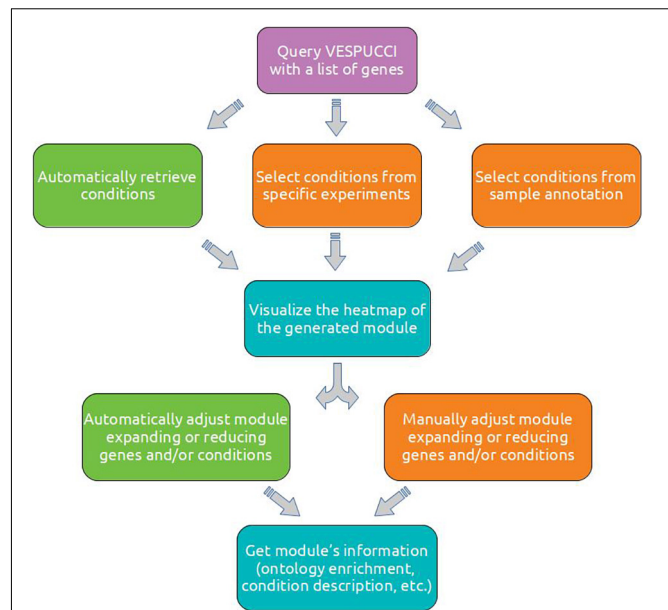 Query VESPUCCI
with a list of genes
Automatically retrieve
conditions
Select conditions from
specific experiments
Select conditions from
sample annotation
Visualize the heatmap of
the generated module
Automatically adjust module
expanding or reducing
genes and/or conditions
Manually adjust module
expanding or reducing
genes and/or conditions
Get module's information
(ontology enrichment,
condition description, etc.)